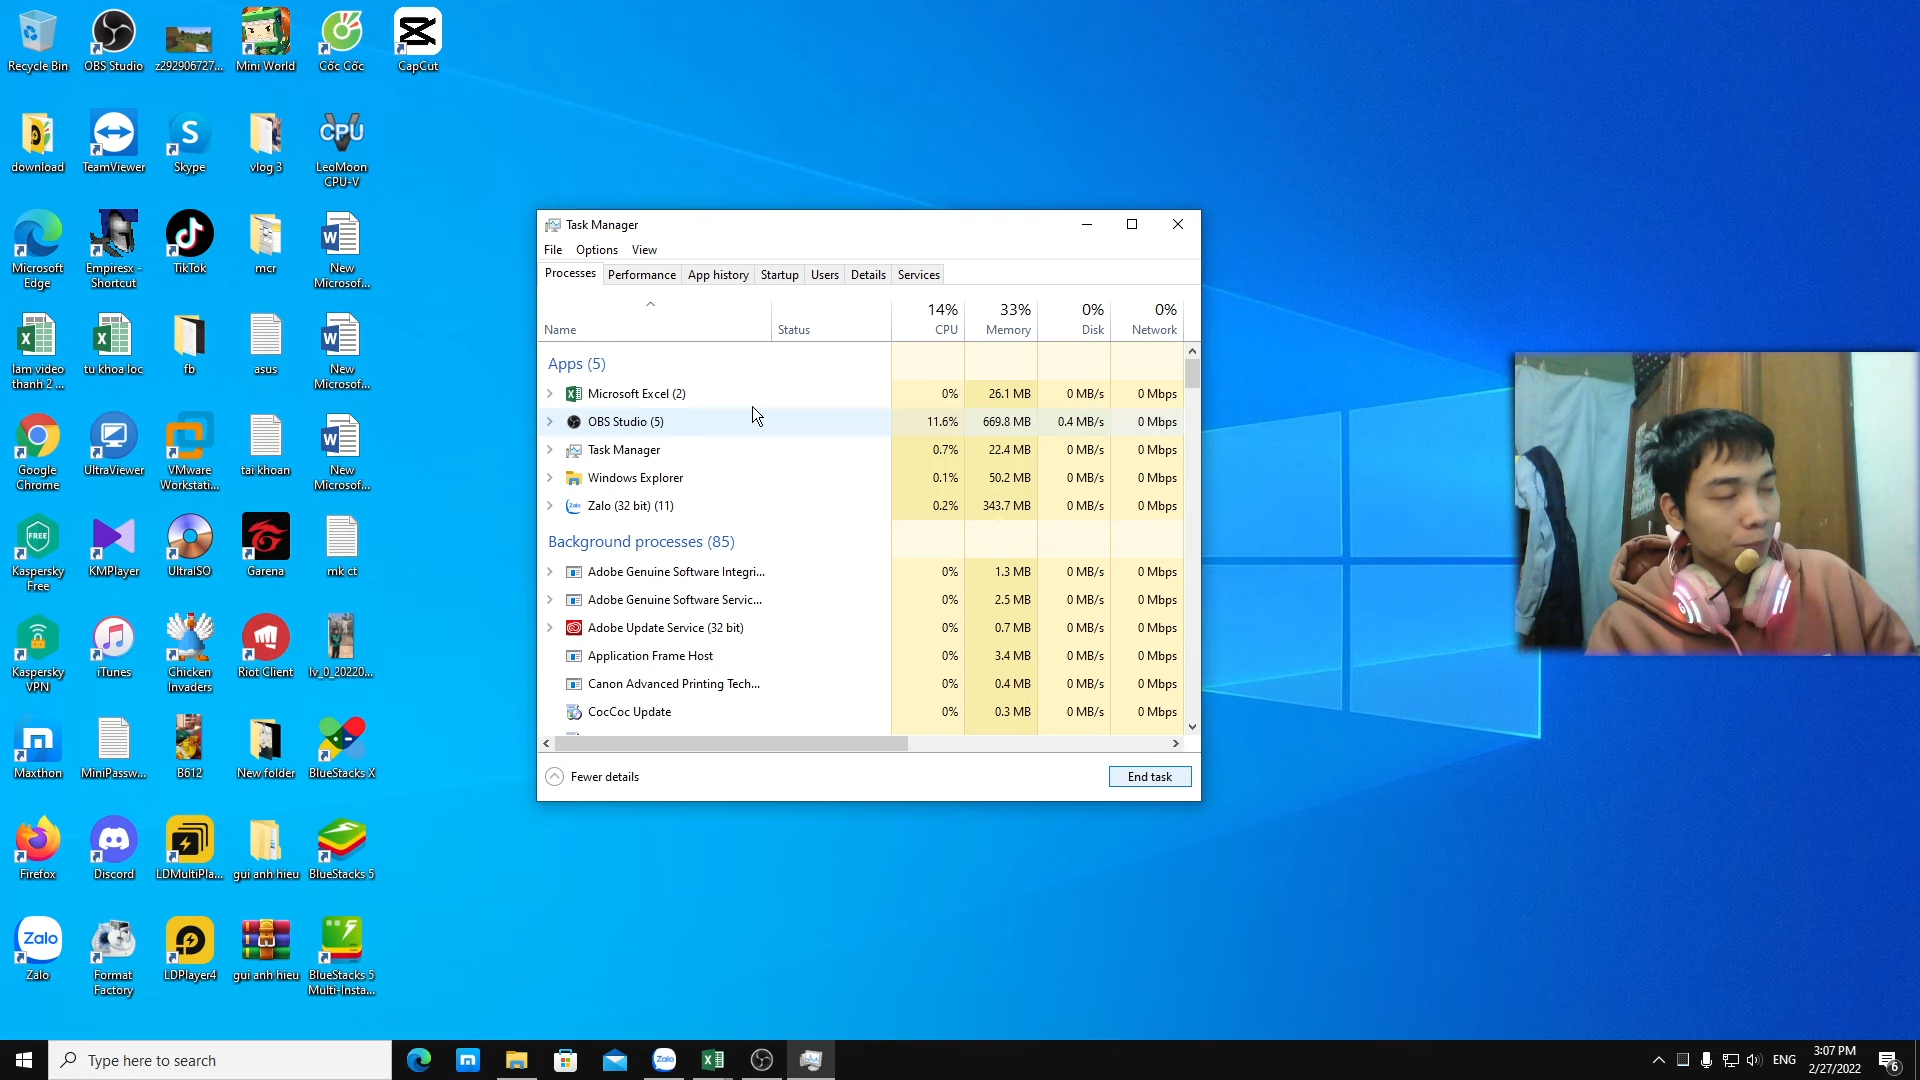 Recycle Bin
OBS Studio
z292906727...
Mini World
Cốc Cốc
CapCut
download
TeamViewer
Skype
vlog 3
LeoMoon
CPU-V
Microsoft
Edge
Empiresx -
Shortcut
TikTok
mcr
New
Microsof...
lam video
thanh 2 ...
tu khoa loc
fb
asus
New
Microsof...
Google
Chrome
UltraViewer
VMware
Workstati...
tai khoan
New
Microsof...
Kaspersky
Free
KMPlayer
UltraISO
Garena
mk ct
Kaspersky
VPN
iTunes
Chicken
Invaders
Riot Client
lv_0_20220...
Maxthon
MiniPassw...
B612
New folder
BlueStacks X
Firefox
Discord
LDMultiPla...
gui anh hieu
BlueStacks 5
Zalo
Format
Factory
LDPlayer4
gui anh hieu
BlueStacks 5
Multi-Insta...
CPU
FREE
Zalo
Task Manager
File Options View
Processes Performance App history Startup Users Details Services
14% 33% 0% 0%
Name Status CPU Memory Disk Network
Apps (5)
Microsoft Excel (2) 0% 26.1 MB 0 MB/s 0 Mbps
OBS Studio (5) 11.6% 669.8 MB 0.4 MB/s 0 Mbps
Task Manager 0.7% 22.4 MB 0 MB/s 0 Mbps
Windows Explorer 0.1% 50.2 MB 0 MB/s 0 Mbps
Zalo (32 bit) (11) 0.2% 343.7 MB 0 MB/s 0 Mbps
Background processes (85)
Adobe Genuine Software Integri... 0% 1.3 MB 0 MB/s 0 Mbps
Adobe Genuine Software Servic... 0% 2.5 MB 0 MB/s 0 Mbps
Adobe Update Service (32 bit) 0% 0.7 MB 0 MB/s 0 Mbps
Application Frame Host 0% 3.4 MB 0 MB/s 0 Mbps
Canon Advanced Printing Tech... 0% 0.4 MB 0 MB/s 0 Mbps
CocCoc Update 0% 0.3 MB 0 MB/s 0 Mbps
Fewer details
End task
Type here to search
Zalo
ENG
3:07 PM
2/27/2022
6